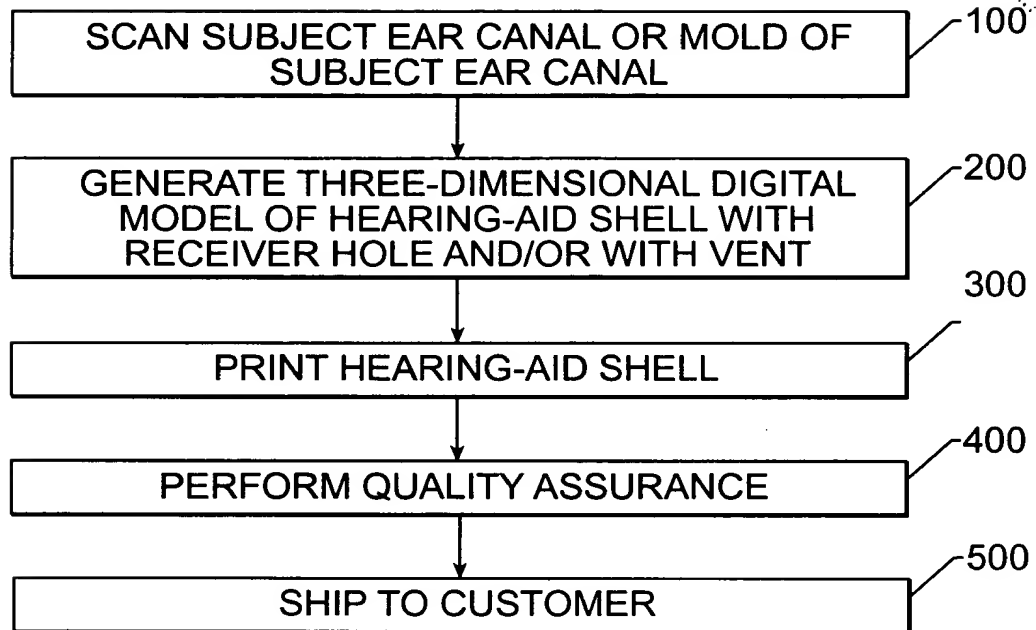 SCAN SUBJECT EAR CANAL OR MOLD OF
SUBJECT EAR CANAL
100
GENERATE THREE-DIMENSIONAL DIGITAL
MODEL OF HEARING-AID SHELL WITH
RECEIVER HOLE AND/OR WITH VENT
200
PRINT HEARING-AID SHELL
300
PERFORM QUALITY ASSURANCE
400
SHIP TO CUSTOMER
500